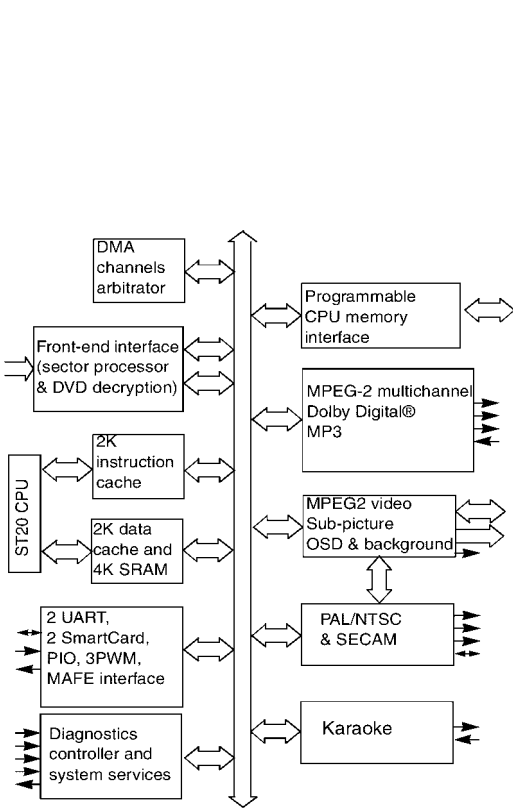 DMA
channels
arbitrator
Front-end interface
(sector processor
& DVD decryption)
ST20 CPU
2K
instruction
cache
2K data
cache and
4K SRAM
2 UART,
2 SmartCard,
PIO, 3PWM,
MAFE interface
Diagnostics
controller and
system services
Programmable
CPU memory
interface
MPEG-2 multichannel
Dolby Digital®
MP3
MPEG2 video
Sub-picture
OSD & background
PAL/NTSC
& SECAM
Karaoke